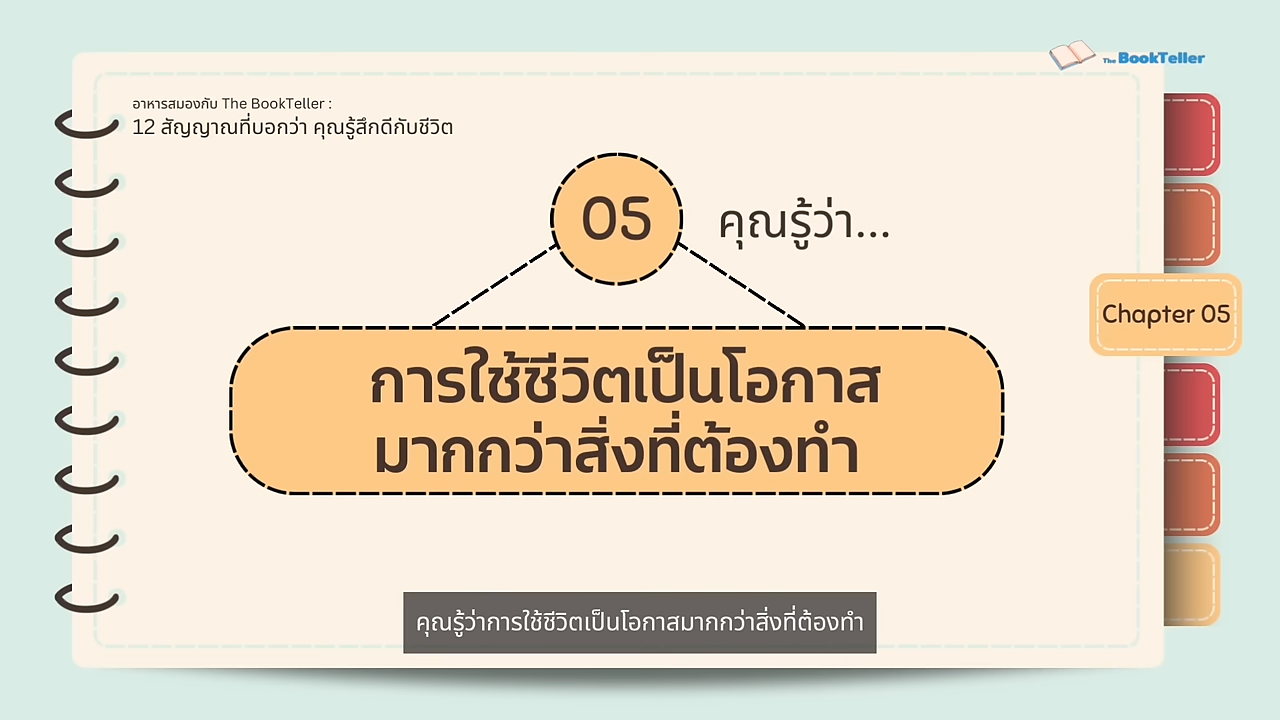 The BookTeller
อาหารสมองกับ The BookTeller :
12 สัญญาณที่บอกว่า คุณรู้สึกดีกับชีวิต
05
คุณรู้ว่า...
Chapter 05
การใช้ชีวิตเป็นโอกาส
มากกว่าสิ่งที่ต้องทำ
คุณรู้ว่าการใช้ชีวิตเป็นโอกาสมากกว่าสิ่งที่ต้องทำ